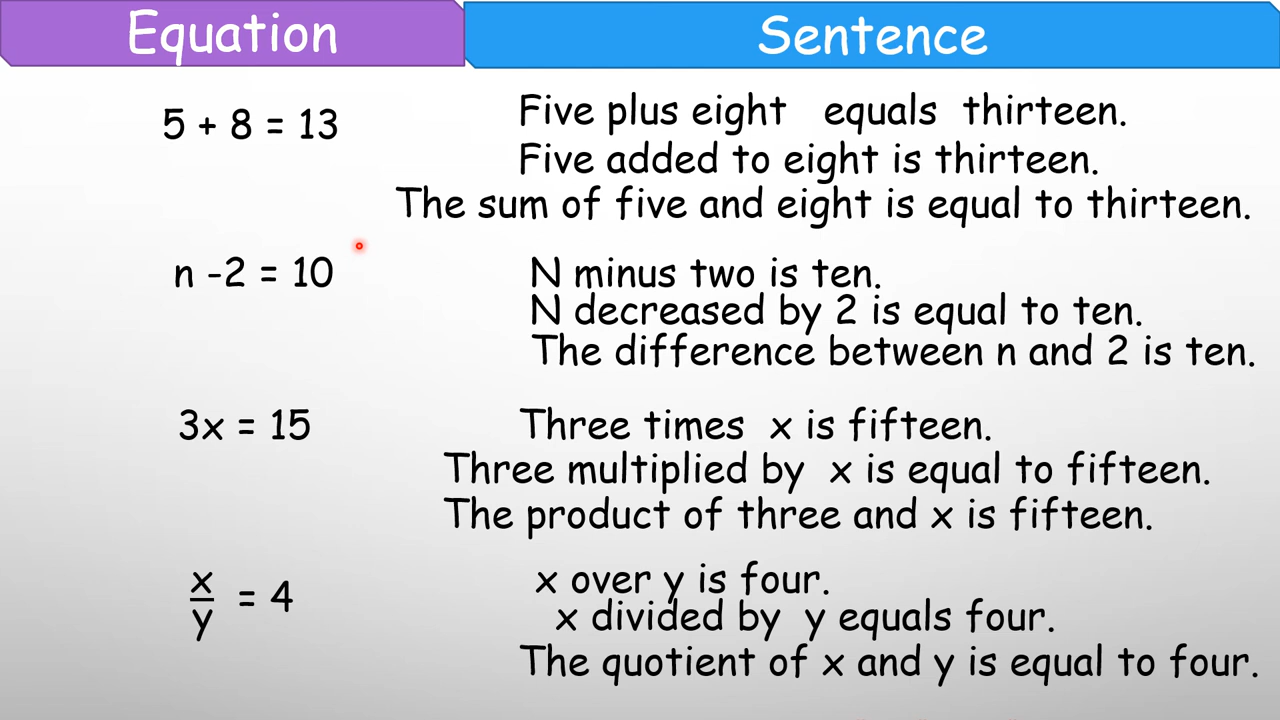 Equation
Sentence
5 + 8 = 13
Five plus eight equals thirteen.
Five added to eight is thirteen.
The sum of five and eight is equal to thirteen.
n -2 = 10
N minus two is ten.
N decreased by 2 is equal to ten.
The difference between n and 2 is ten.
3x = 15
Three times x is fifteen.
Three multiplied by x is equal to fifteen.
The product of three and x is fifteen.
x/y = 4
x over y is four.
x divided by y equals four.
The quotient of x and y is equal to four.